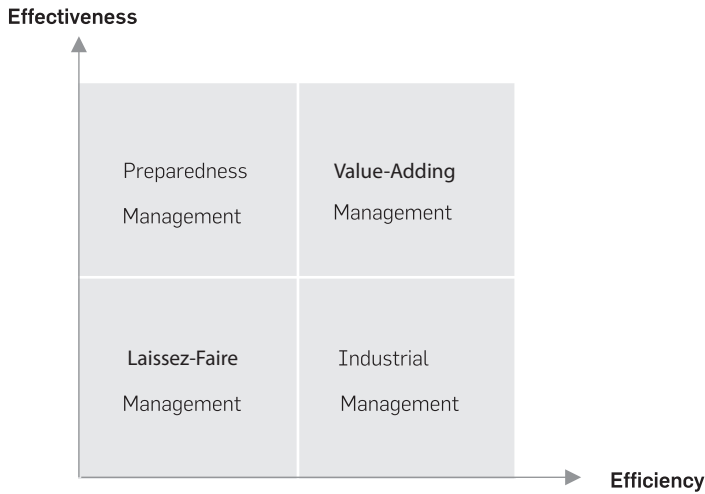 Effectiveness
Preparedness
Management
Value-Adding
Management
Laissez-Faire
Management
Industrial
Management
Efficiency